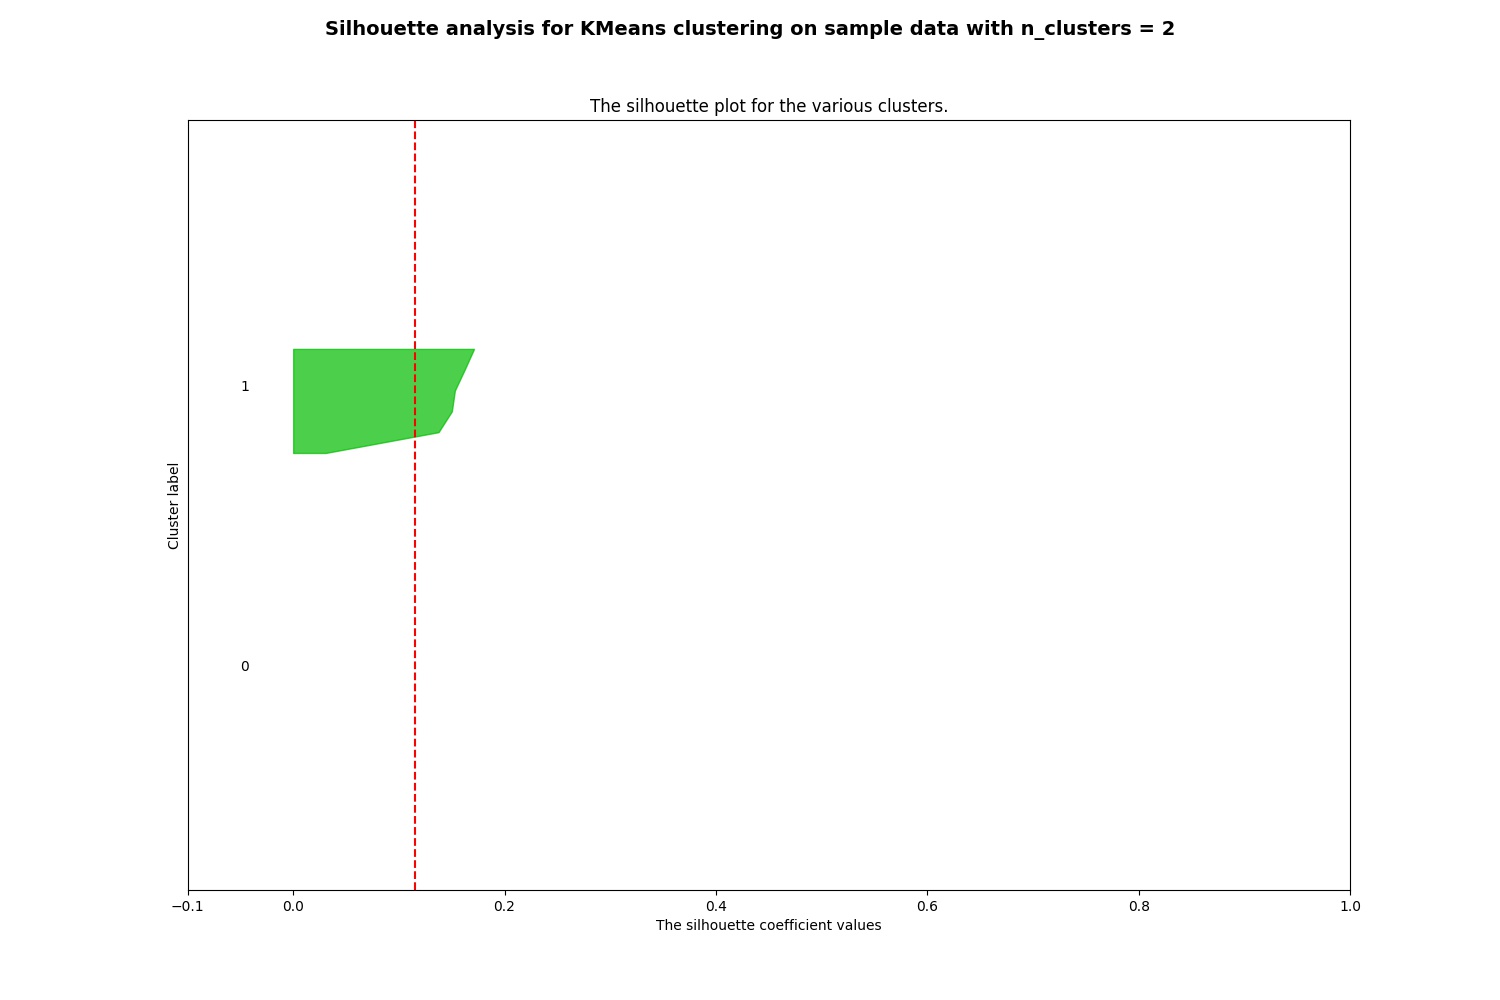 Silhouette analysis for KMeans clustering on sample data with n_clusters = 2
The silhouette plot for the various clusters.
1
Cluster label
0
−0.1 0.0 0.2 0.4 0.6 0.8 1.0
The silhouette coefficient values